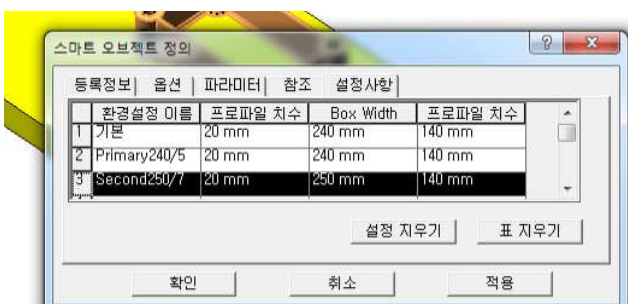 스마트 오브젝트 정의
등록정보 옵션 파라미터 참조 설정사항
환경설정 이름 프로파일 치수 Box Width 프로파일 치수
1 기본 20 mm 240 mm 140 mm
2 Primary240/5 20 mm 240 mm 140 mm
3 Second250/7 20 mm 250 mm 140 mm
설정 지우기 표 지우기
확인 취소 적용